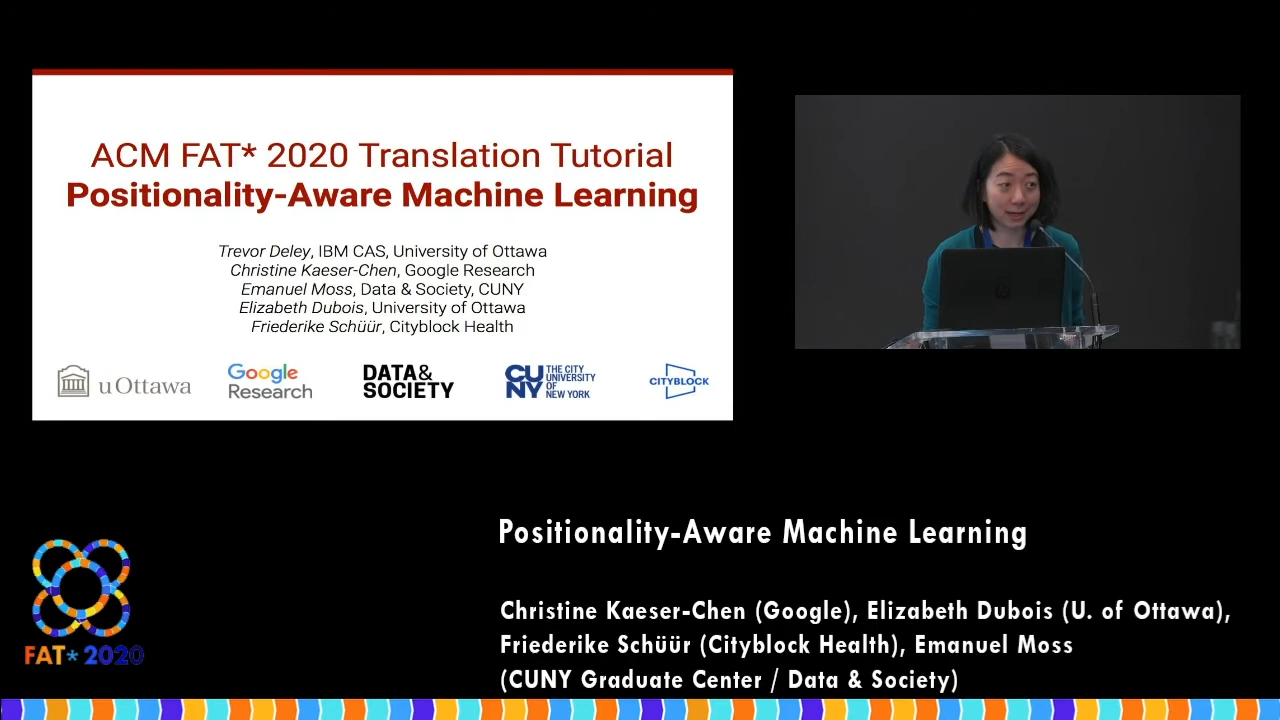 ACM FAT* 2020 Translation Tutorial
Positionality-Aware Machine Learning
Trevor Deley, IBM CAS, University of Ottawa
Christine Kaeser-Chen, Google Research
Emanuel Moss, Data & Society, CUNY
Elizabeth Dubois, University of Ottawa
Friederike Schüür, Cityblock Health
uOttawa
Google
Research
DATA&
SOCIETY
CU
NY
THE CITY
UNIVERSITY
OF
NEW YORK
CITYBLOCK
Positionality-Aware Machine Learning
Christine Kaeser-Chen (Google), Elizabeth Dubois (U. of Ottawa),
Friederike Schüür (Cityblock Health), Emanuel Moss
(CUNY Graduate Center / Data & Society)
FAT* 2020